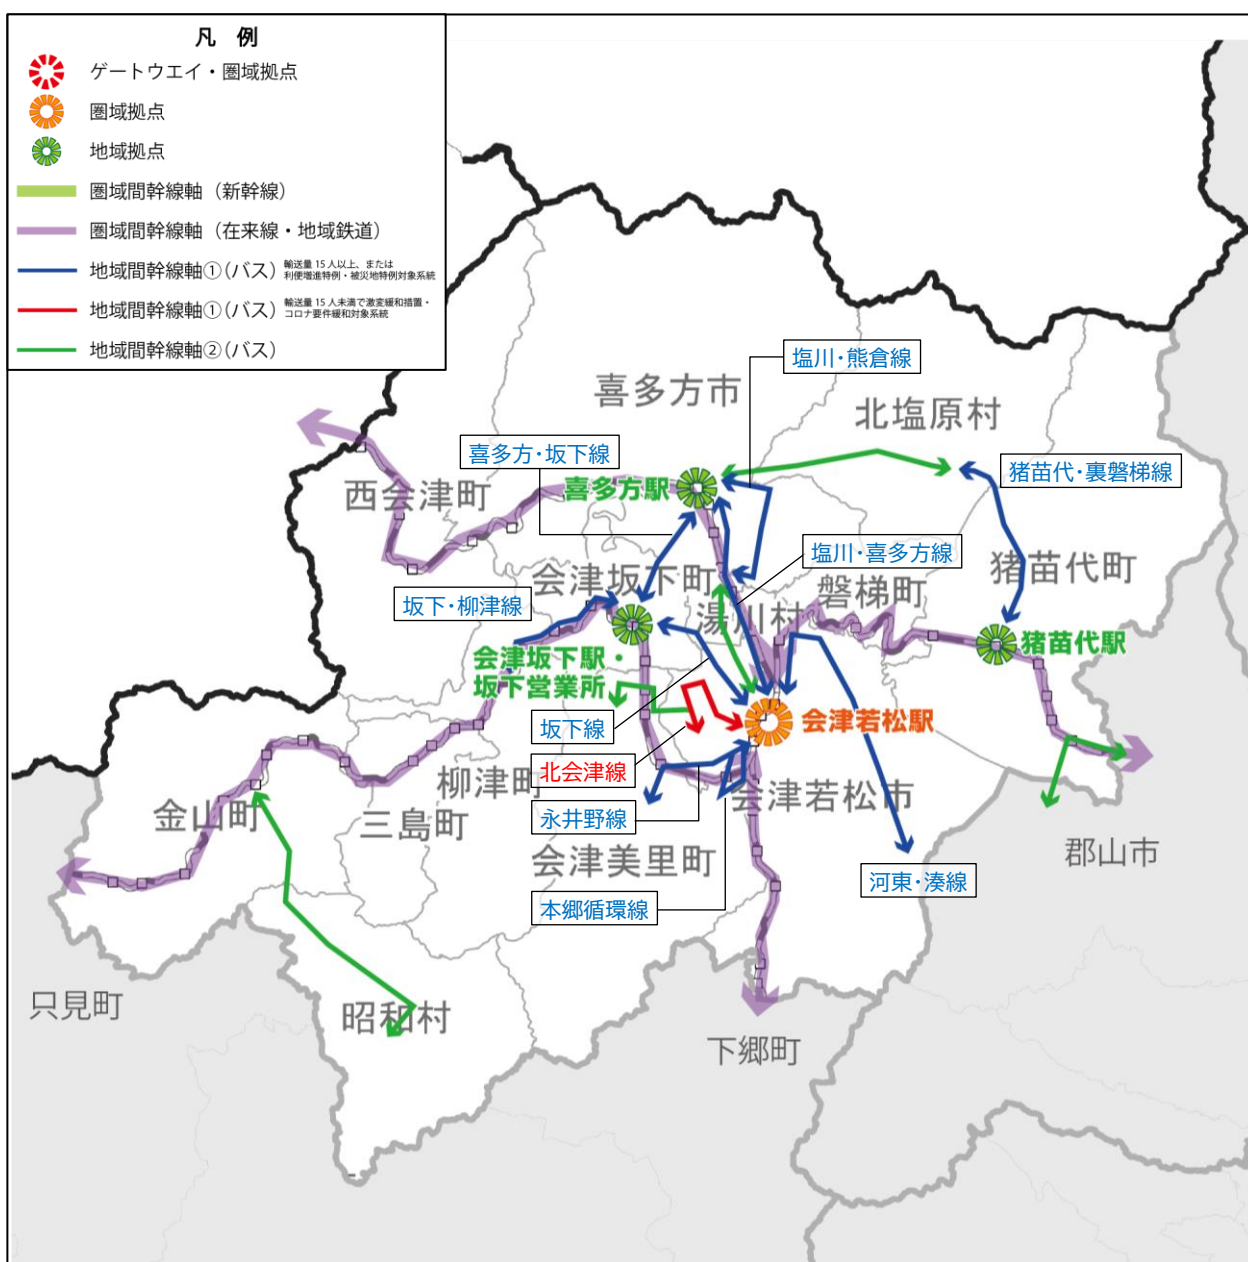 凡 例
ゲートウエイ・圏域拠点
圏域拠点
地域拠点
圏域間幹線軸（新幹線）
圏域間幹線軸（在来線・地域鉄道）
地域間幹線軸①(バス) 輸送量 15 人以上、または
利便増進特例・被災地特例対象系統
地域間幹線軸①(バス) 輸送量 15 人未満で激変緩和措置・
コロナ要件緩和対象系統
地域間幹線軸②(バス)
塩川・熊倉線
喜多方市
北塩原村
喜多方・坂下線
猪苗代・裏磐梯線
西会津町
喜多方駅
塩川・喜多方線
猪苗代町
会津坂下町
磐梯町
坂下・柳津線
湯川村
猪苗代駅
会津坂下駅・
坂下営業所
坂下線
会津若松駅
北会津線
柳津町
会津若松市
金山町
三島町
永井野線
会津美里町
郡山市
河東・湊線
本郷循環線
只見町
昭和村
下郷町